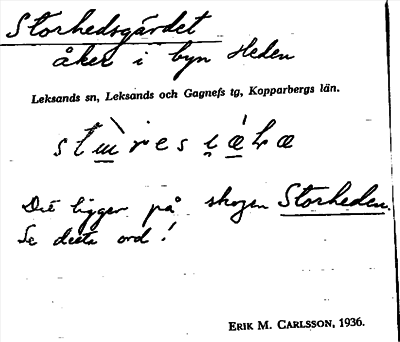 Storhedsgärdet
åker i byn Heden
Leksands sn, Leksands och Gagnefs tg, Kopparbergs län.
Det ligger på skogen Storheden.
Se detta ord!
ERIK M. CARLSSON, 1936.